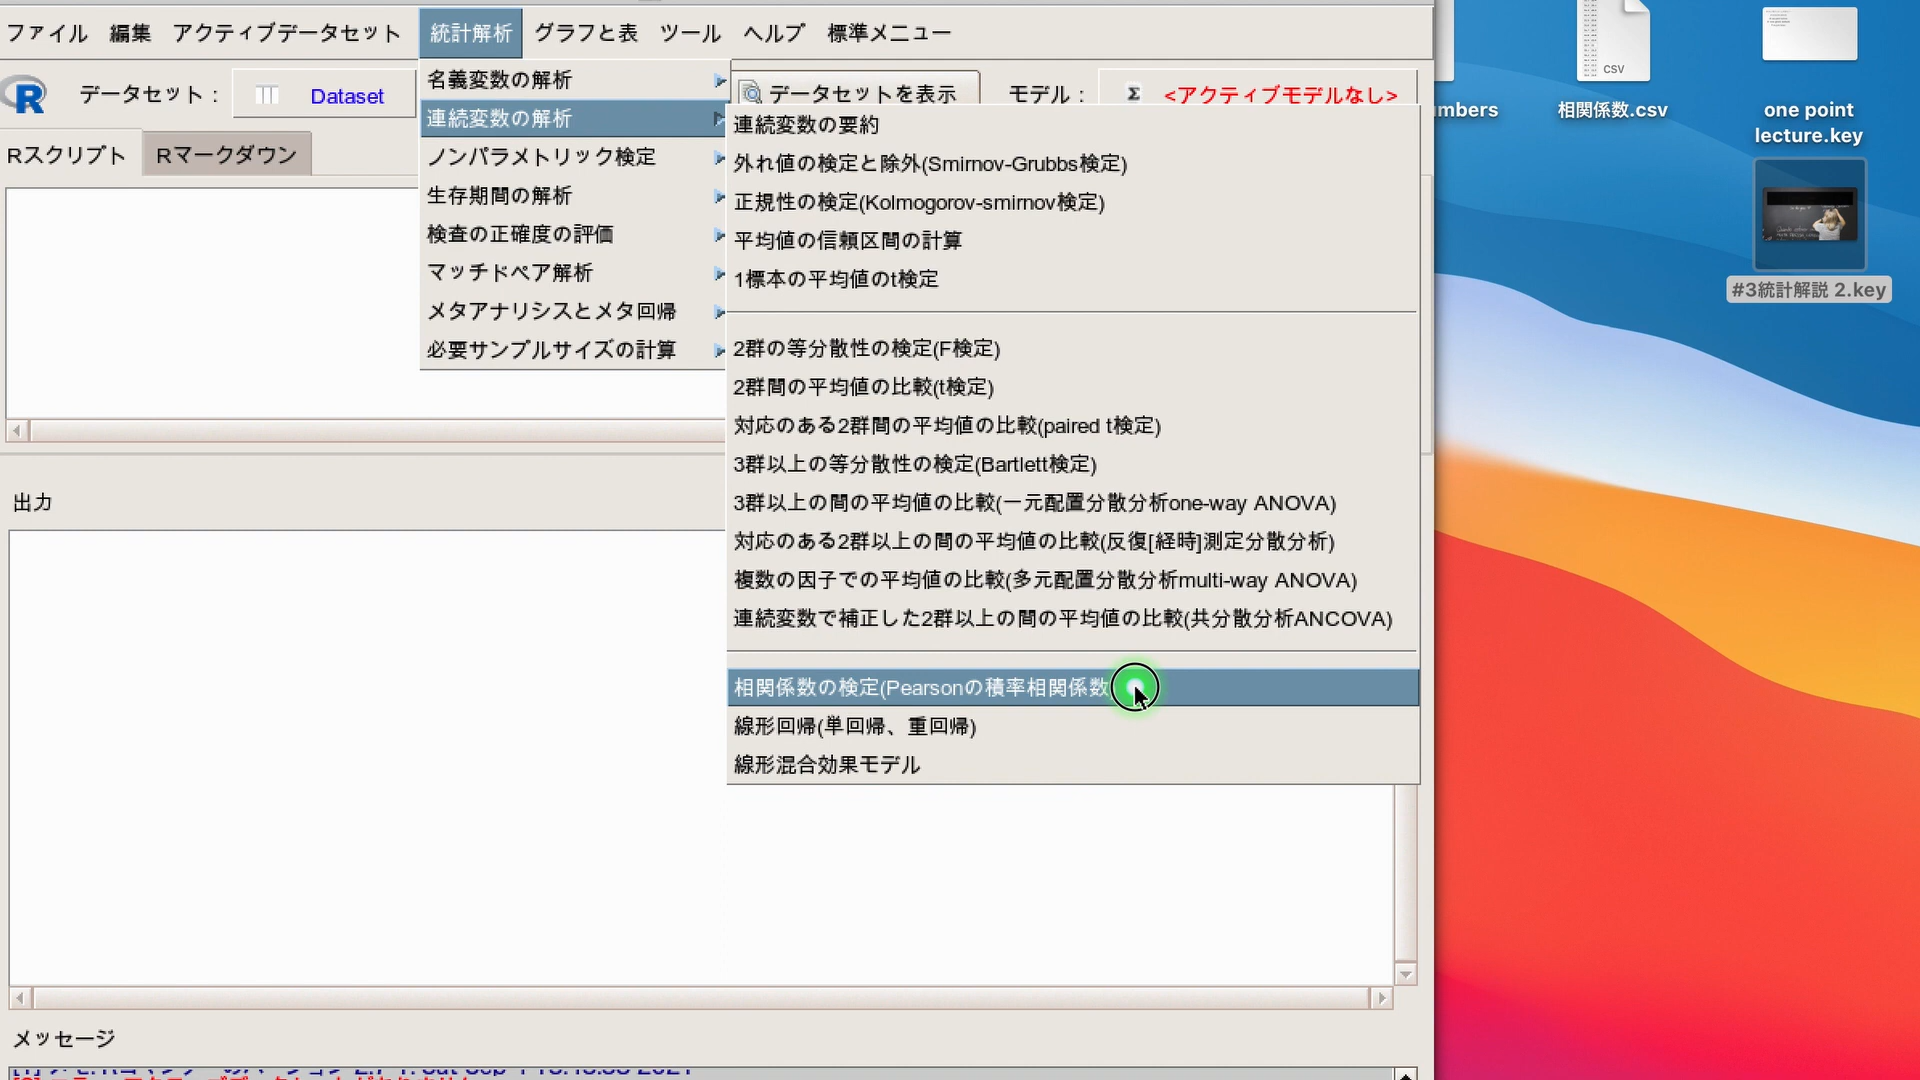 ファイル 編集 アクティブデータセット 統計解析 グラフと表 ツール ヘルプ 標準メニュー
データセット： Dataset データセットを表示 モデル： Σ <アクティブモデルなし>
Rスクリプト Rマークダウン
名義変数の解析
連続変数の解析
ノンパラメトリック検定
生存期間の解析
検査の正確度の評価
マッチドペア解析
メタアナリシスとメタ回帰
必要サンプルサイズの計算
連続変数の要約
外れ値の検定と除外(Smirnov-Grubbs検定)
正規性の検定(Kolmogorov-smirnov検定)
平均値の信頼区間の計算
1標本の平均値のt検定
2群の等分散性の検定(F検定)
2群間の平均値の比較(t検定)
対応のある2群間の平均値の比較(paired t検定)
3群以上の等分散性の検定(Bartlett検定)
3群以上の間の平均値の比較(一元配置分散分析one-way ANOVA)
対応のある2群以上の間の平均値の比較(反復[経時]測定分散分析)
複数の因子での平均値の比較(多元配置分散分析multi-way ANOVA)
連続変数で補正した2群以上の間の平均値の比較(共分散分析ANCOVA)
相関係数の検定(Pearsonの積率相関係数
線形回帰(単回帰、重回帰)
線形混合効果モデル
出力
メッセージ
mbers
CSV
相関係数.csv
one point
lecture.key
#3統計解説 2.key